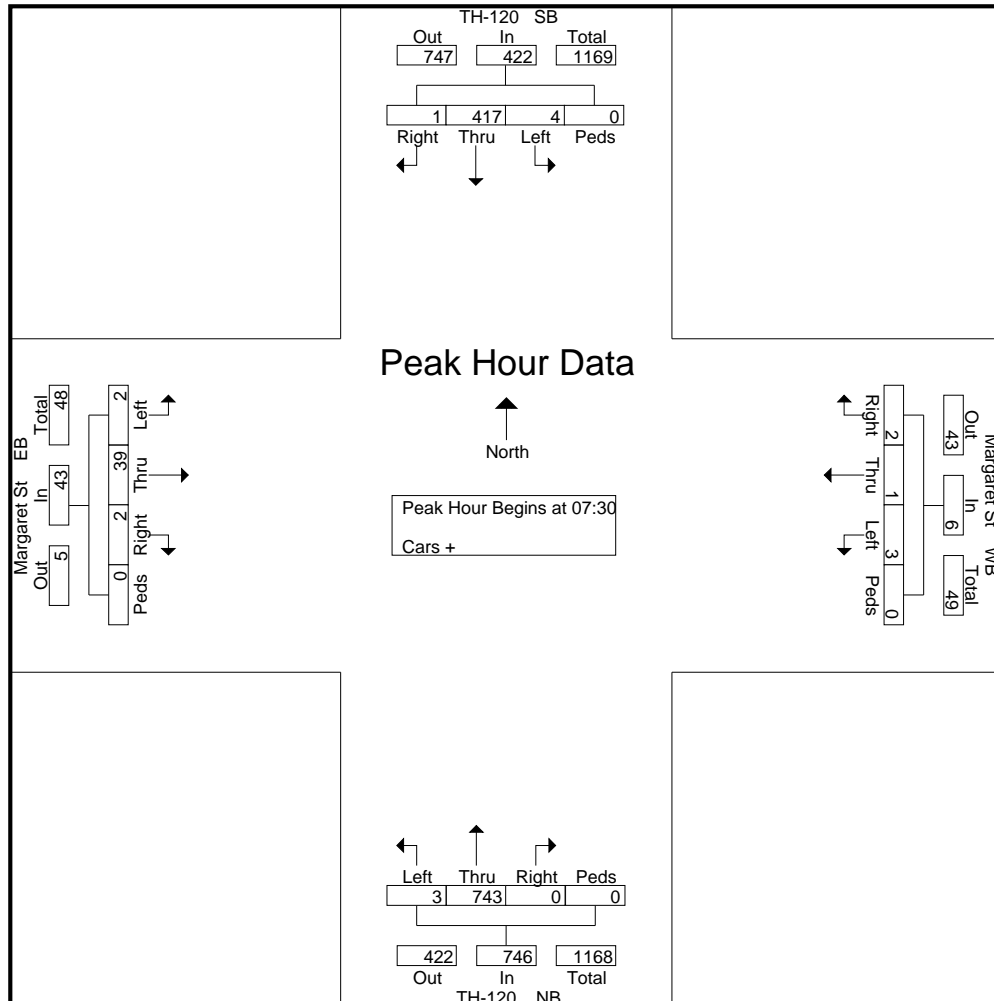 TH-120 SB
Out In Total
747 422 1169
1 417 4 0
Right Thru Left Peds
Peak Hour Data
North
Peak Hour Begins at 07:30
Cars +
Margaret St EB
Total In Out
48 43 5
2 39 2 0
Left Thru Right Peds
Margaret St WB
Out In Total
43 6 49
2 1 3 0
Right Thru Left Peds
Left Thru Right Peds
3 743 0 0
422 746 1168
Out In Total
TH-120 NB